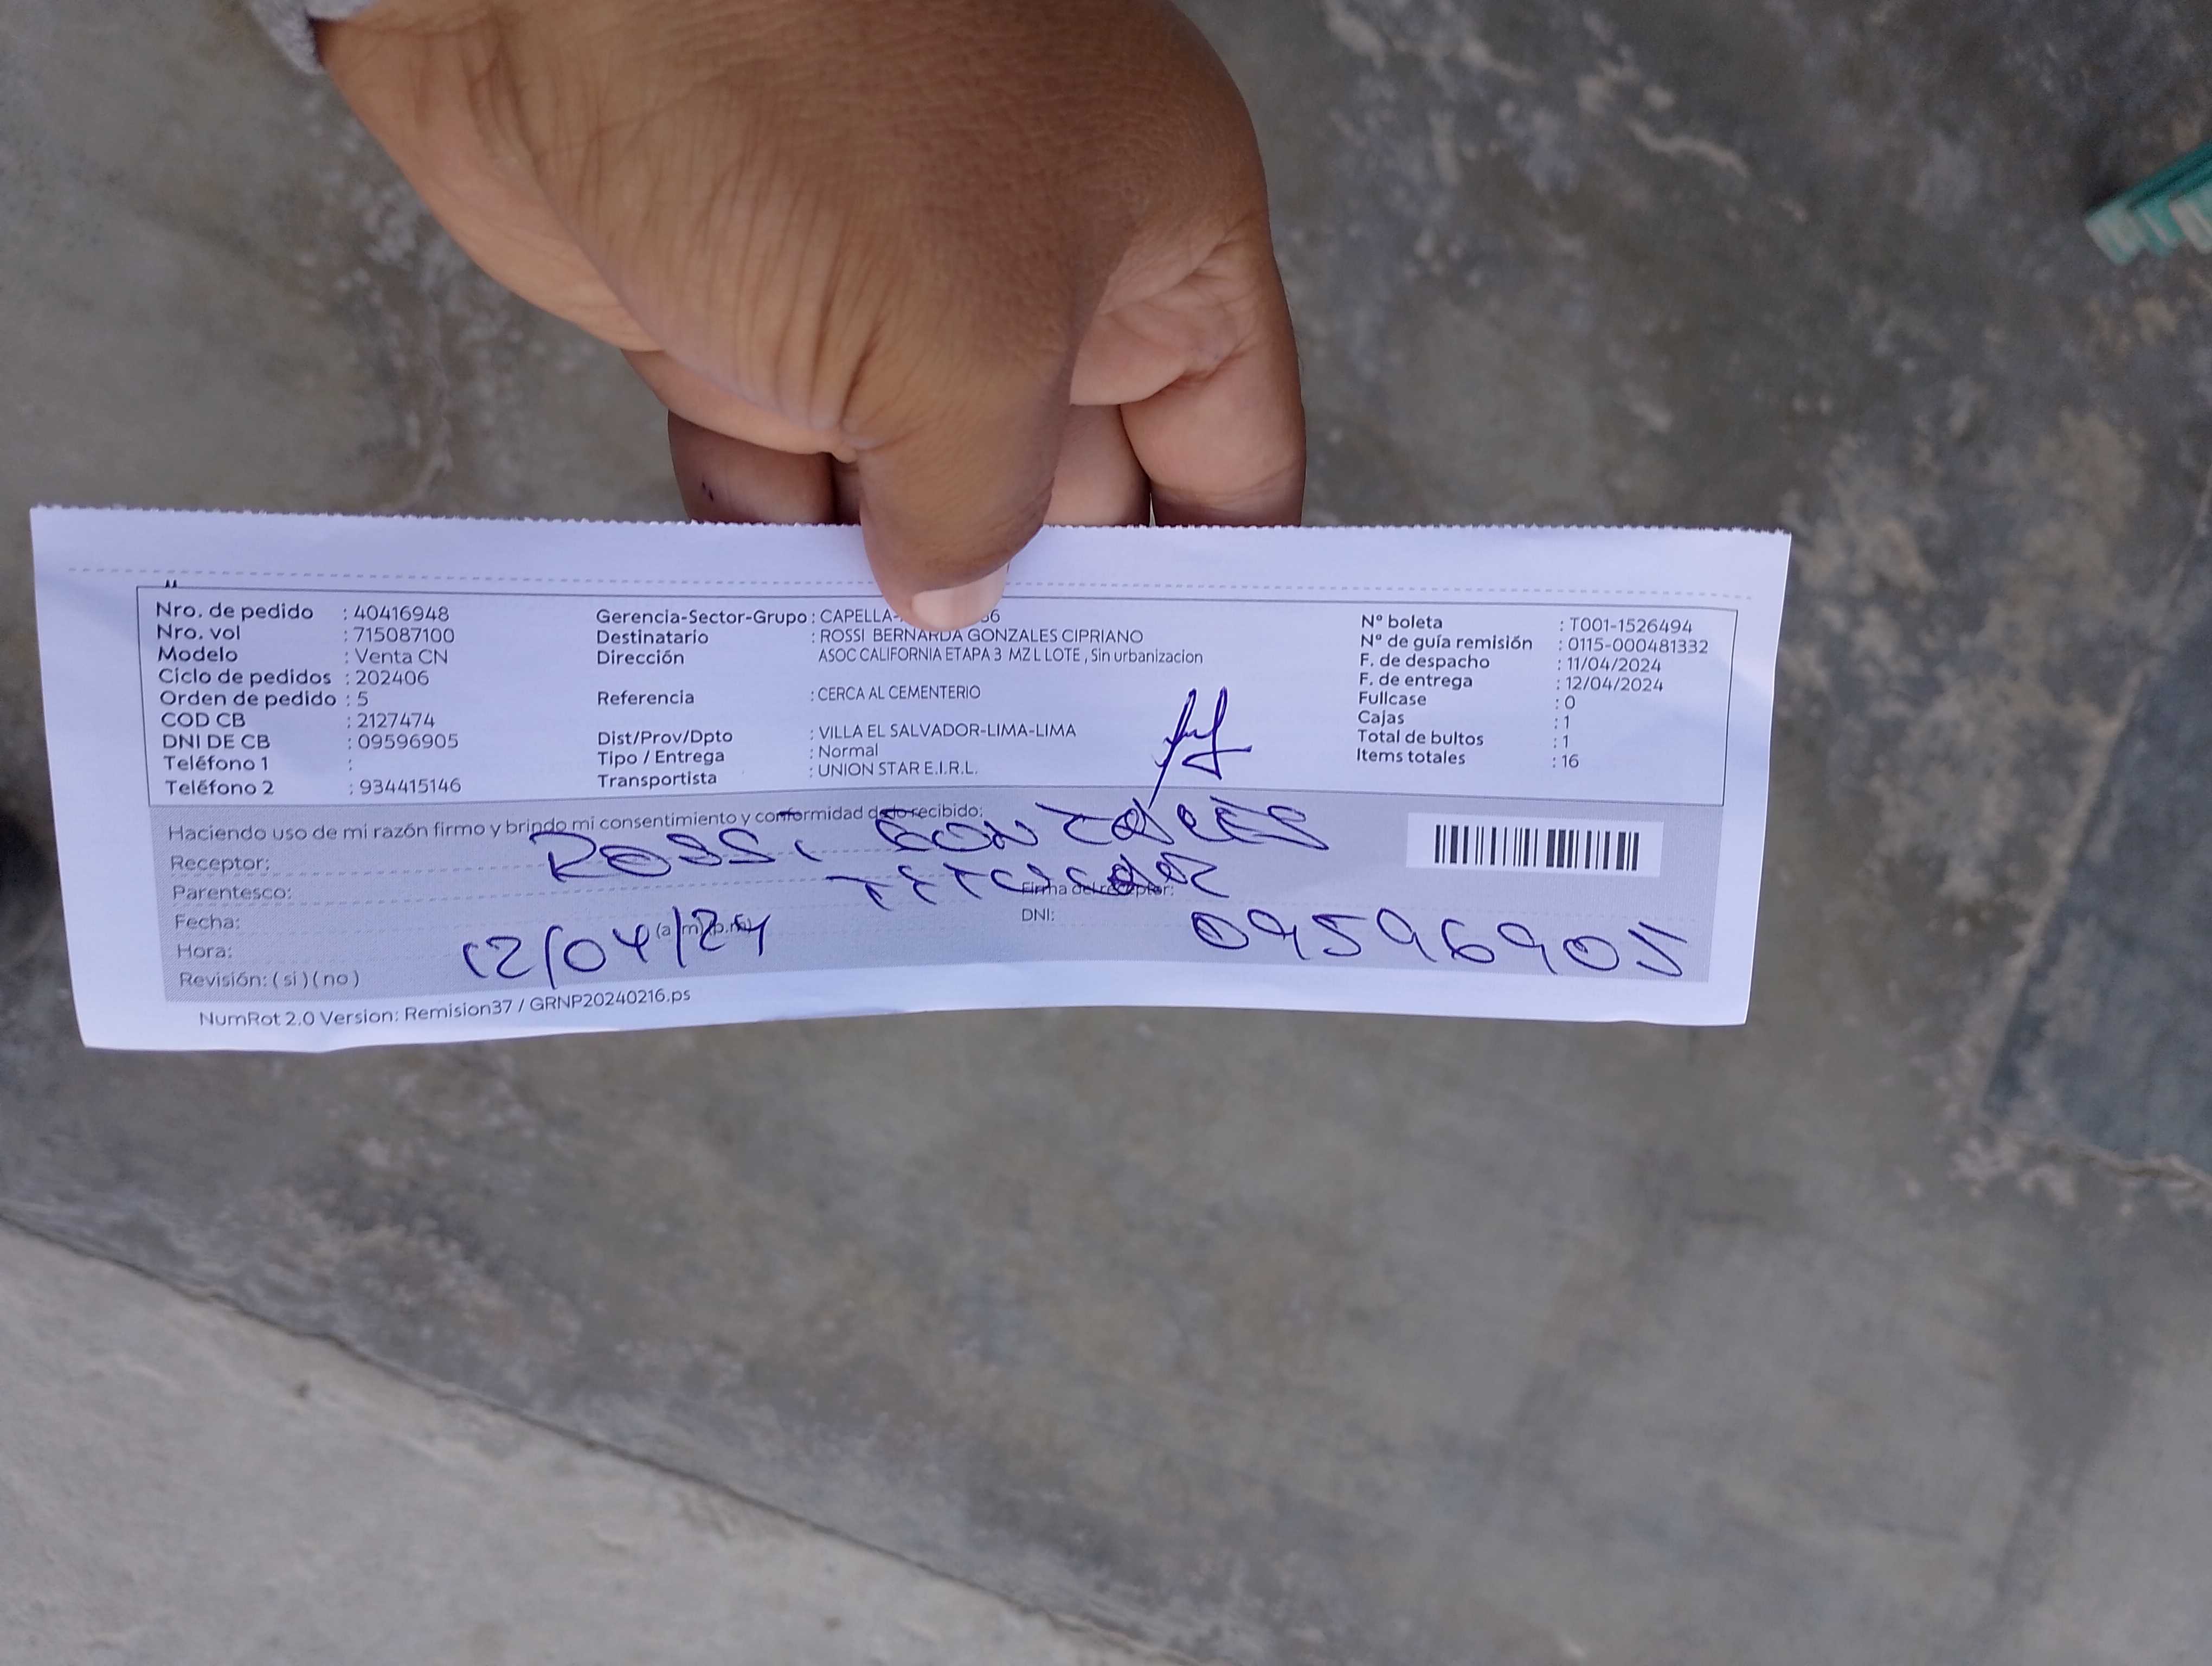 Nro. de pedido : 40416948
Nro. vol : 715087100
Modelo : Venta CN
Ciclo de pedidos : 202406
Orden de pedido : 5
COD CB : 2127474
DNI DE CB : 09596905
Teléfono 1 :
Teléfono 2 : 934415146
Gerencia-Sector-Grupo : CAPELLA-
Destinatario : ROSSI BERNARDA GONZALES CIPRIANO
Dirección ASOC CALIFORNIA ETAPA 3 MZ L LOTE , Sin urbanizacion
Referencia : CERCA AL CEMENTERIO
Dist/Prov/Dpto : VILLA EL SALVADOR-LIMA-LIMA
Tipo / Entrega : Normal
Transportista : UNION STAR E.I.R.L.
N° boleta : T001-1526494
N° de guía remisión : 0115-000481332
F. de despacho : 11/04/2024
F. de entrega : 12/04/2024
Fullcase : 0
Cajas : 1
Total de bultos : 1
Items totales : 16
Haciendo uso de mi razón firmo y brindo mi consentimiento y conformidad de lo recibido:
Receptor: ROSSI GONZALES
Parentesco: TITULAR
Firma del receptor:
Fecha: 12/04/24
DNI: 09596905
Hora: (a.m) (p.m)
Revisión: ( si ) ( no )
NumRot 2.0 Version: Remision37 / GRNP20240216.ps